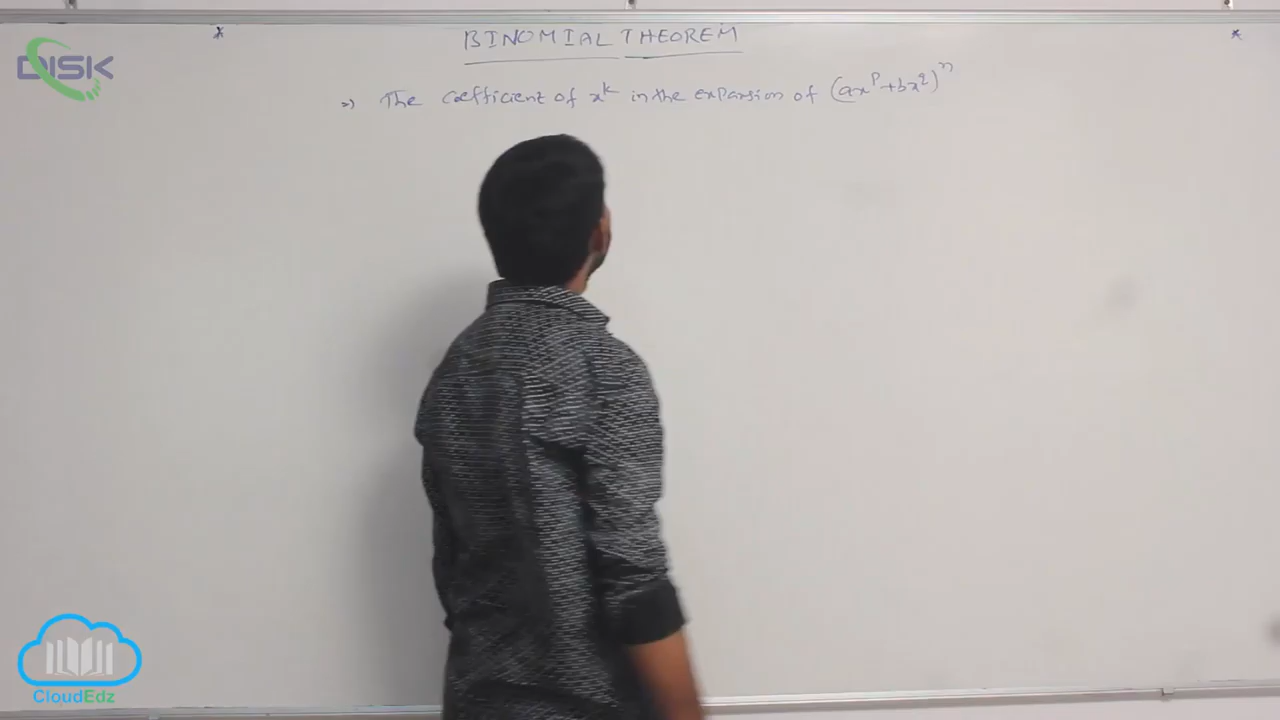 BINOMIAL THEOREM
DISK
=) The coefficient of x^k in the expansion of (ax^p + bx^q)^n
CloudEdz